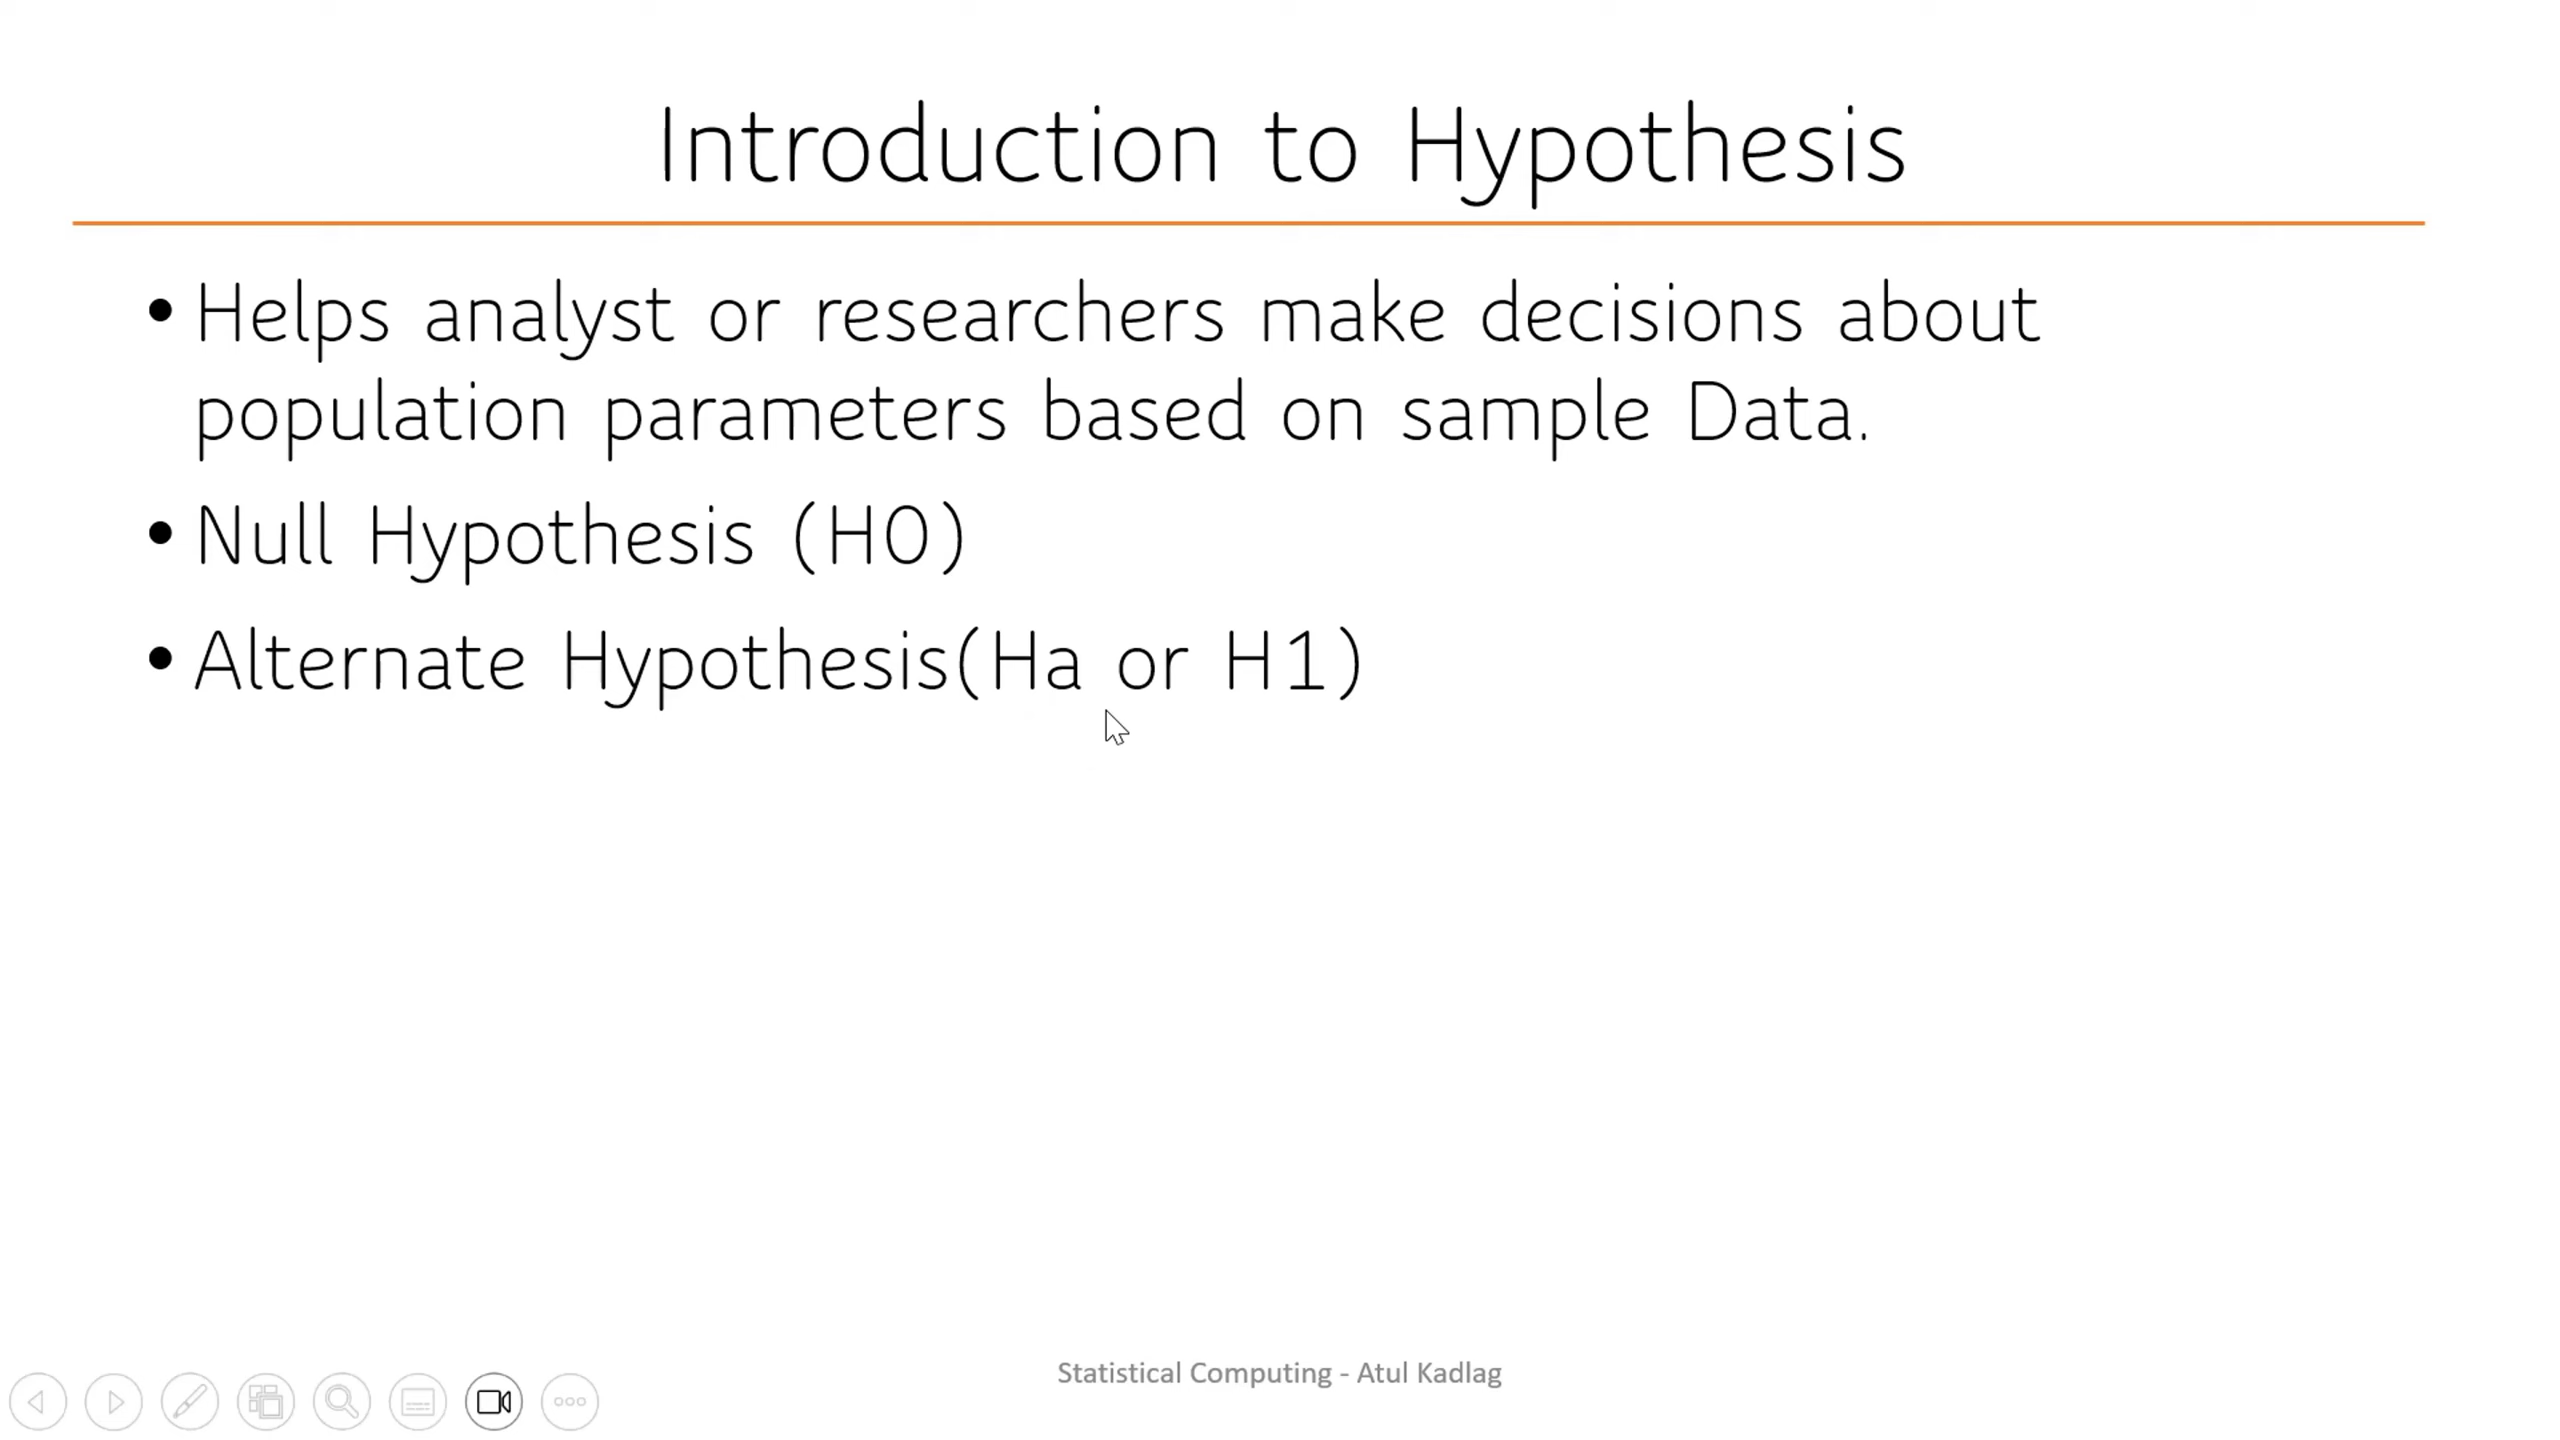 Introduction to Hypothesis
• Helps analyst or researchers make decisions about
population parameters based on sample Data.
• Null Hypothesis (H0)
• Alternate Hypothesis(Ha or H1)
Statistical Computing - Atul Kadlag